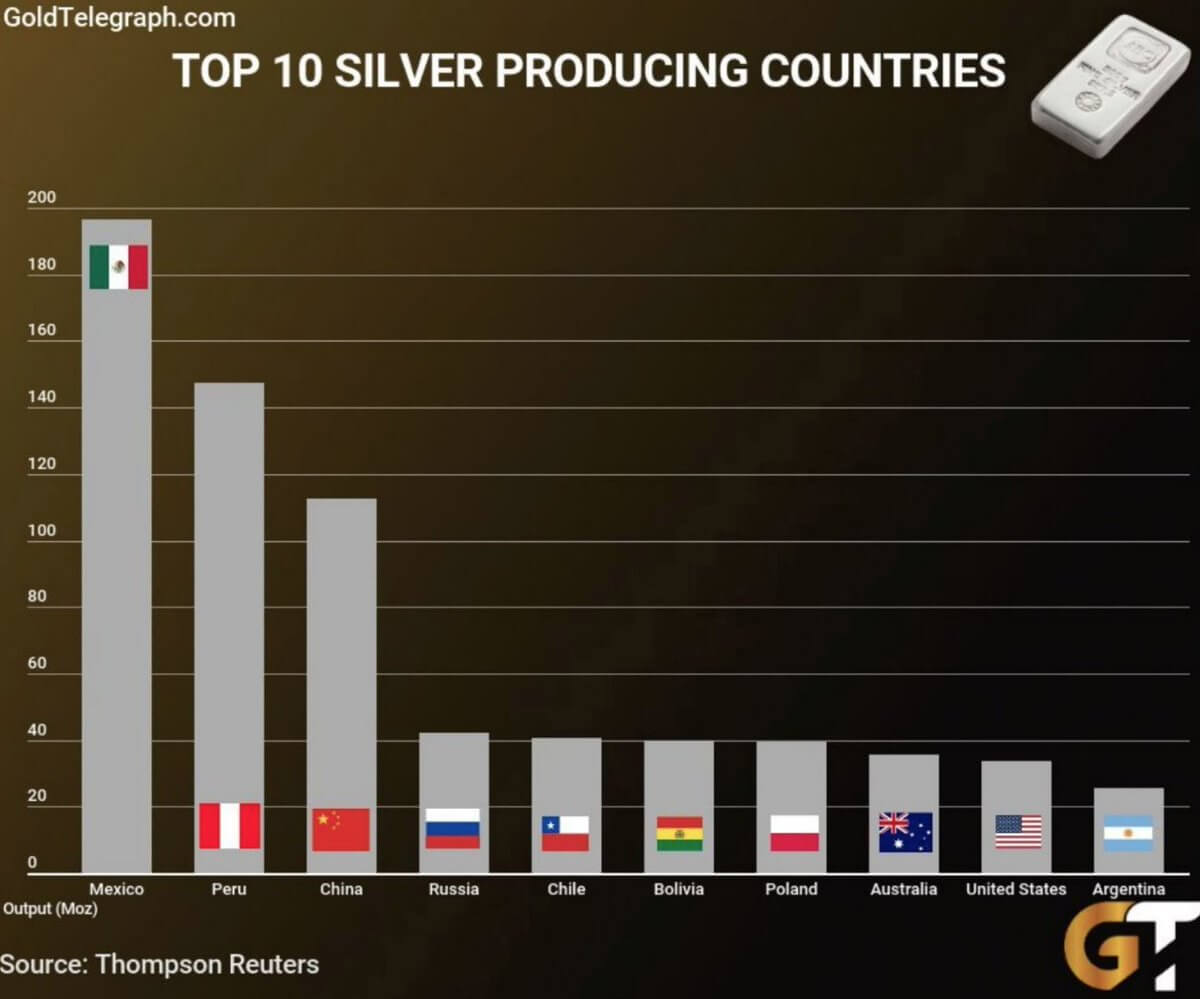 GoldTelegraph.com
TOP 10 SILVER PRODUCING COUNTRIES
200
180
160
140
120
100
80
60
40
20
0
Mexico Peru China Russia Chile Bolivia Poland Australia United States Argentina
Output (Moz)
GT
Source: Thompson Reuters